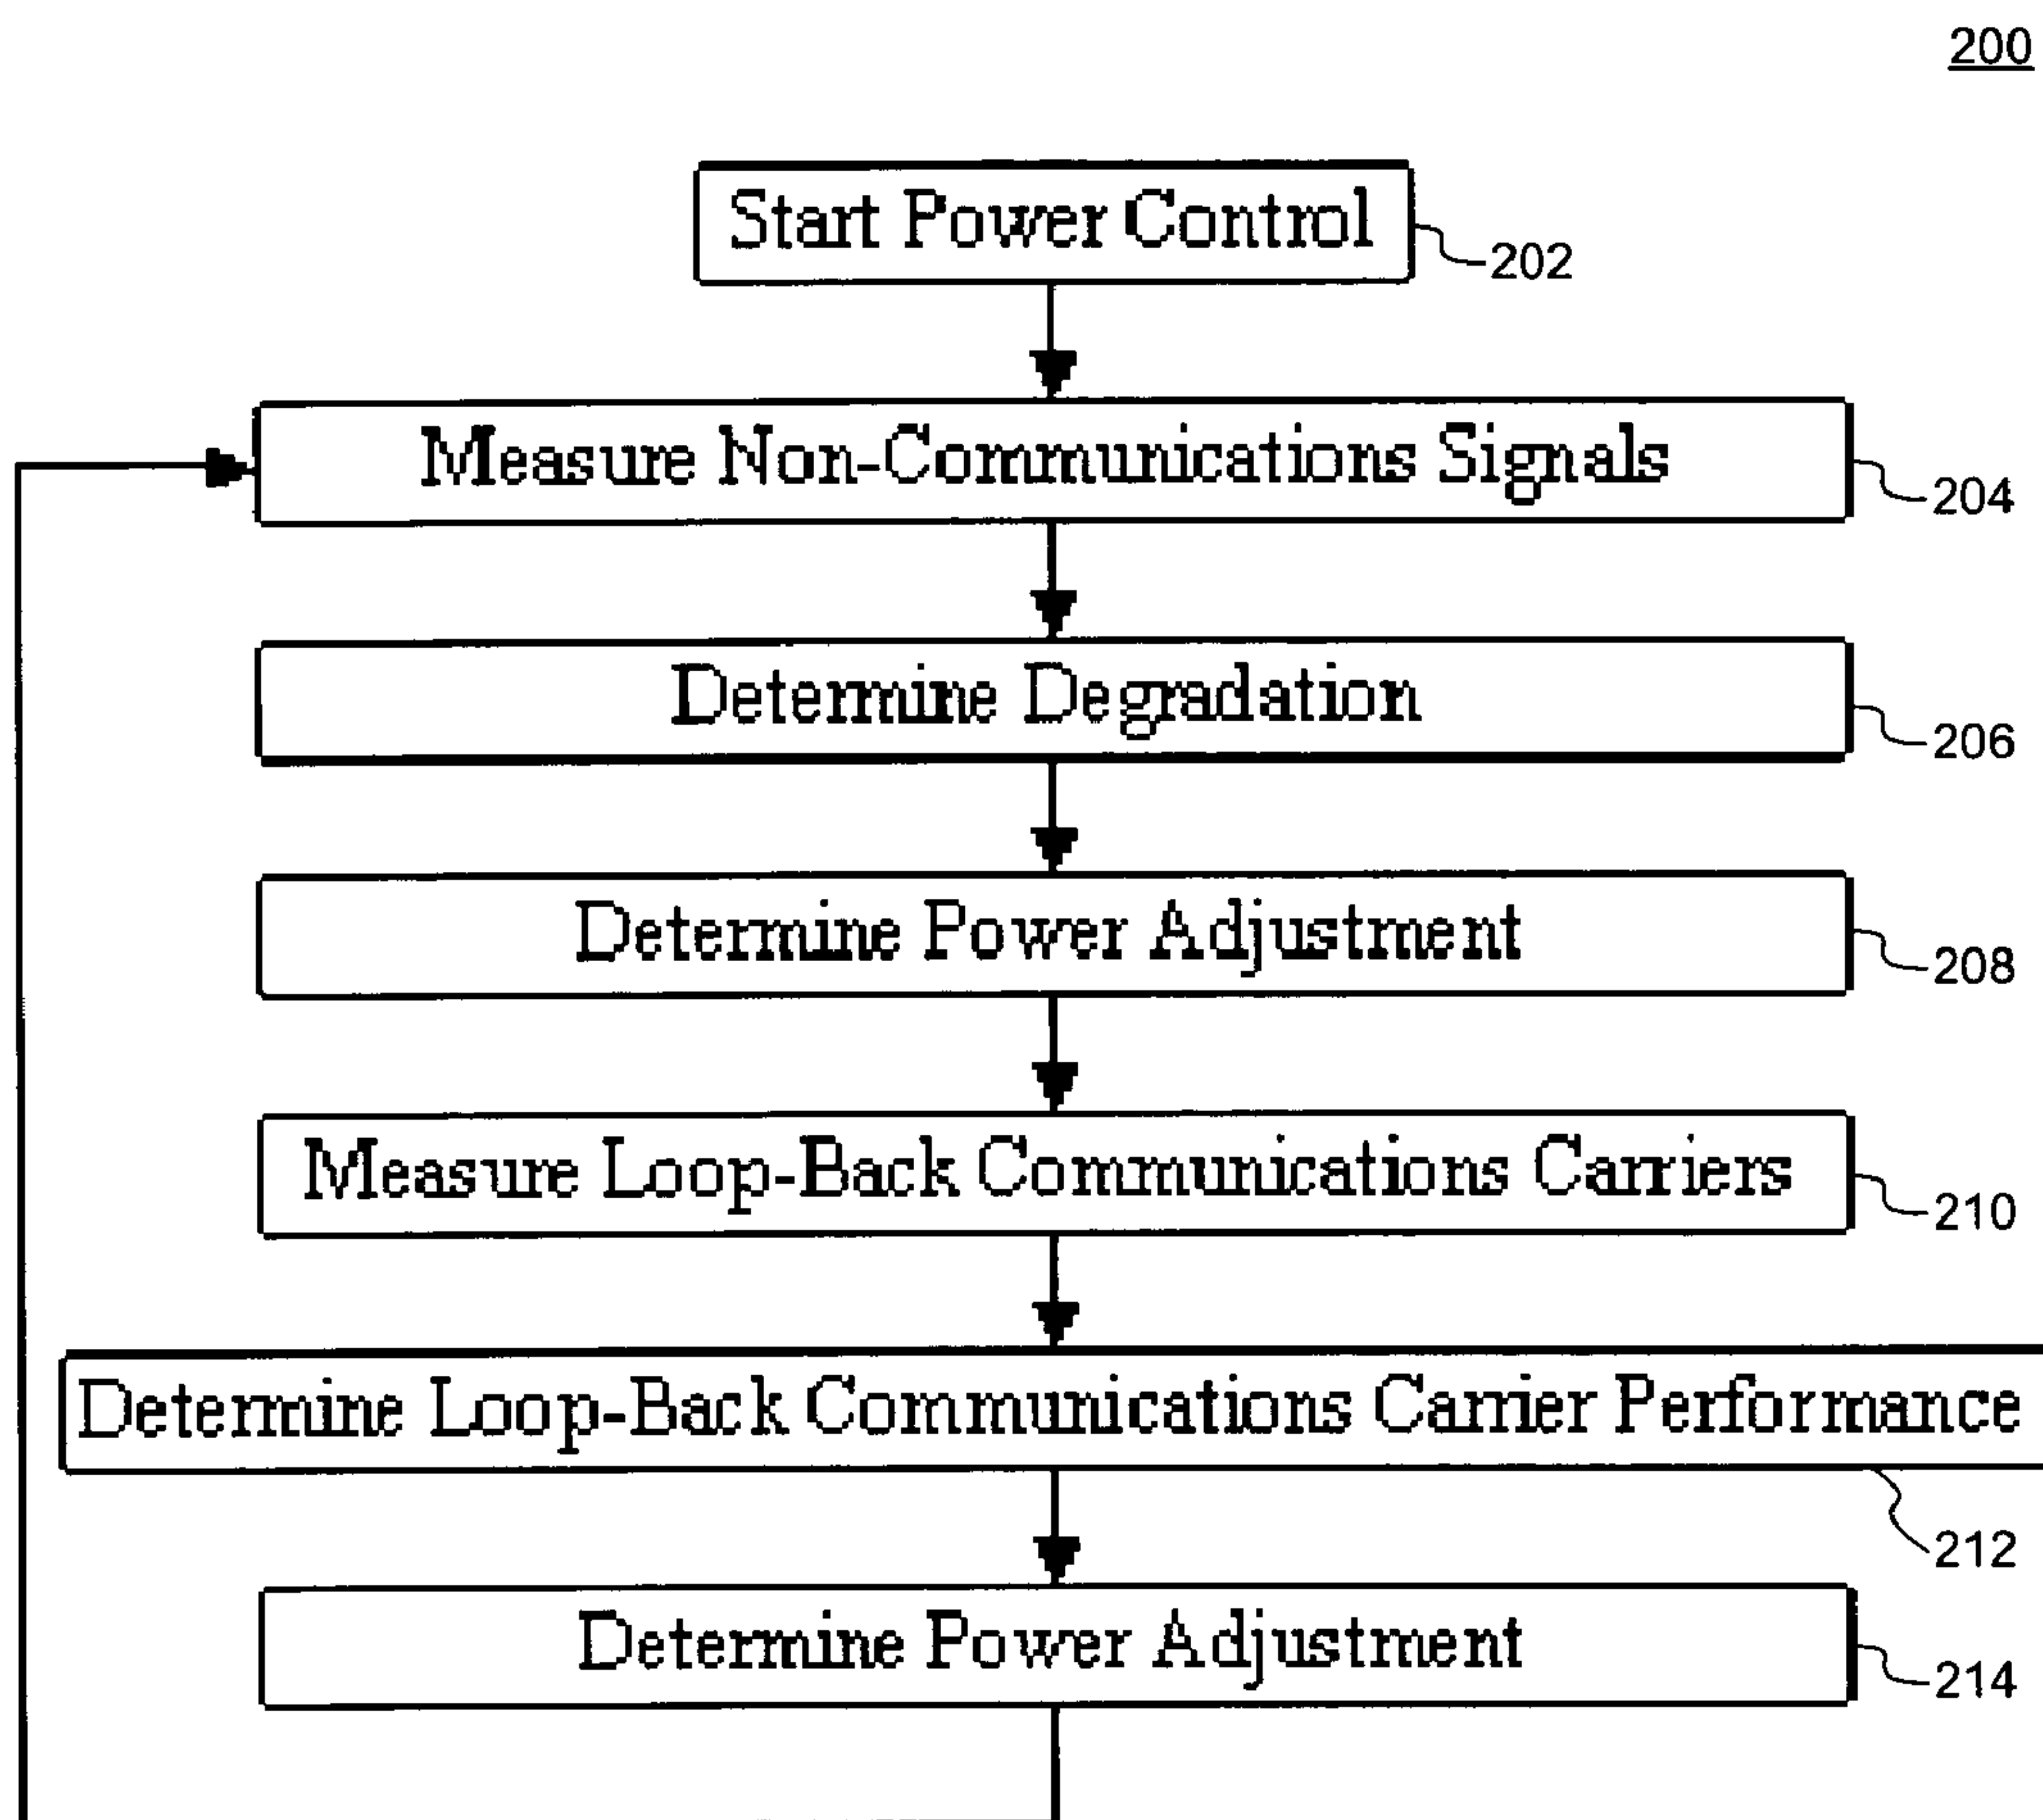 200
Start Power Control
202
Measure Non-Communications Signals
204
Determine Degradation
206
Determine Power Adjustment
208
Measure Loop-Back Communications Carriers
210
Determine Loop-Back Communications Carrier Performance
212
Determine Power Adjustment
214